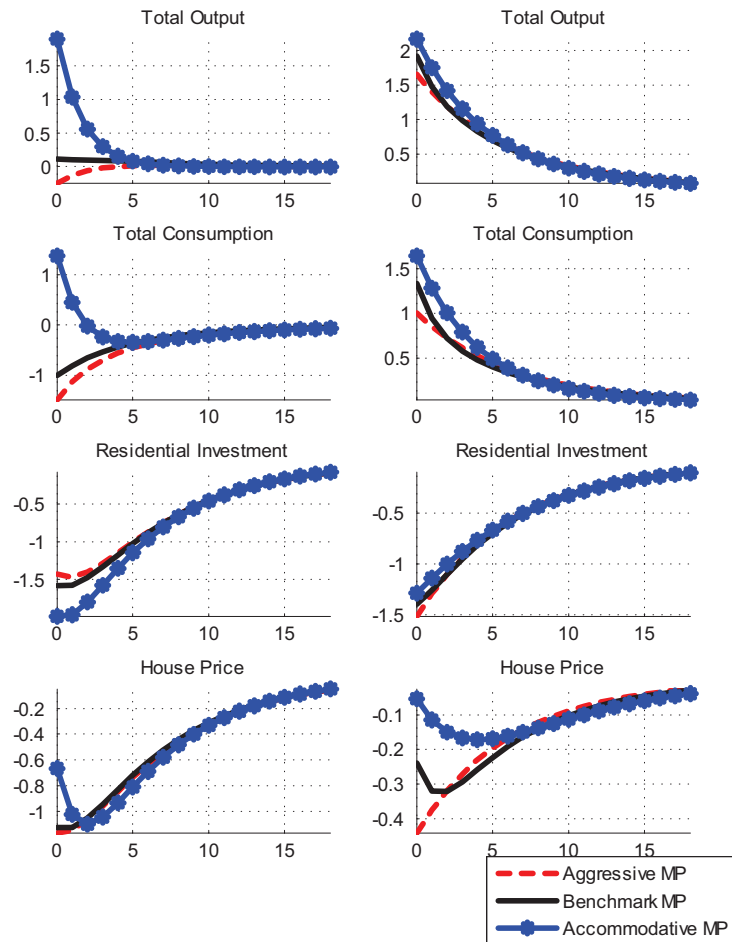 Total Output
1.5
1
0.5
0
0 5 10 15
Total Output
2
1.5
1
0.5
0 5 10 15
Total Consumption
1
0
-1
0 5 10 15
Total Consumption
1.5
1
0.5
0 5 10 15
Residential Investment
-0.5
-1
-1.5
0 5 10 15
Residential Investment
-0.5
-1
-1.5
0 5 10 15
House Price
-0.2
-0.4
-0.6
-0.8
-1
0 5 10 15
House Price
-0.1
-0.2
-0.3
-0.4
0 5 10 15
Aggressive MP
Benchmark MP
Accommodative MP